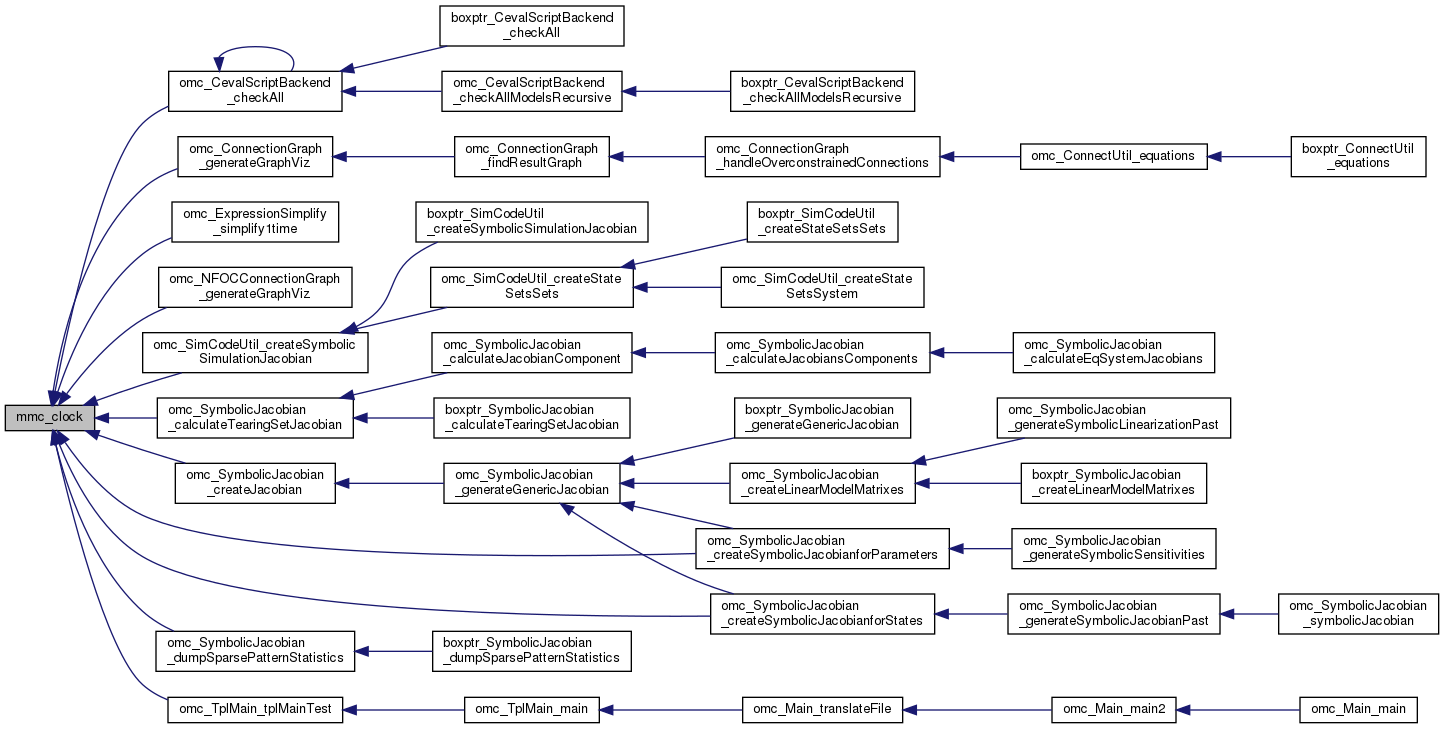 boxptr_CevalScriptBackend
_checkAll
omc_CevalScriptBackend
_checkAll
omc_CevalScriptBackend
_checkAllModelsRecursive
boxptr_CevalScriptBackend
_checkAllModelsRecursive
omc_ConnectionGraph
_generateGraphViz
omc_ConnectionGraph
_findResultGraph
omc_ConnectionGraph
_handleOverconstrainedConnections
omc_ConnectUtil_equations
boxptr_ConnectUtil
_equations
omc_ExpressionSimplify
_simplify1time
boxptr_SimCodeUtil
_createSymbolicSimulationJacobian
boxptr_SimCodeUtil
_createStateSetsSets
omc_NFOCConnectionGraph
_generateGraphViz
omc_SimCodeUtil_createState
SetsSets
omc_SimCodeUtil_createState
SetsSystem
omc_SimCodeUtil_createSymbolic
SimulationJacobian
omc_SymbolicJacobian
_calculateJacobianComponent
omc_SymbolicJacobian
_calculateJacobiansComponents
omc_SymbolicJacobian
_calculateEqSystemJacobians
mmc_clock
omc_SymbolicJacobian
_calculateTearingSetJacobian
boxptr_SymbolicJacobian
_calculateTearingSetJacobian
boxptr_SymbolicJacobian
_generateGenericJacobian
omc_SymbolicJacobian
_generateSymbolicLinearizationPast
omc_SymbolicJacobian
_createJacobian
omc_SymbolicJacobian
_generateGenericJacobian
omc_SymbolicJacobian
_createLinearModelMatrixes
boxptr_SymbolicJacobian
_createLinearModelMatrixes
omc_SymbolicJacobian
_createSymbolicJacobianforParameters
omc_SymbolicJacobian
_generateSymbolicSensitivities
omc_SymbolicJacobian
_createSymbolicJacobianforStates
omc_SymbolicJacobian
_generateSymbolicJacobianPast
omc_SymbolicJacobian
_symbolicJacobian
omc_SymbolicJacobian
_dumpSparsePatternStatistics
boxptr_SymbolicJacobian
_dumpSparsePatternStatistics
omc_TplMain_tplMainTest
omc_TplMain_main
omc_Main_translateFile
omc_Main_main2
omc_Main_main